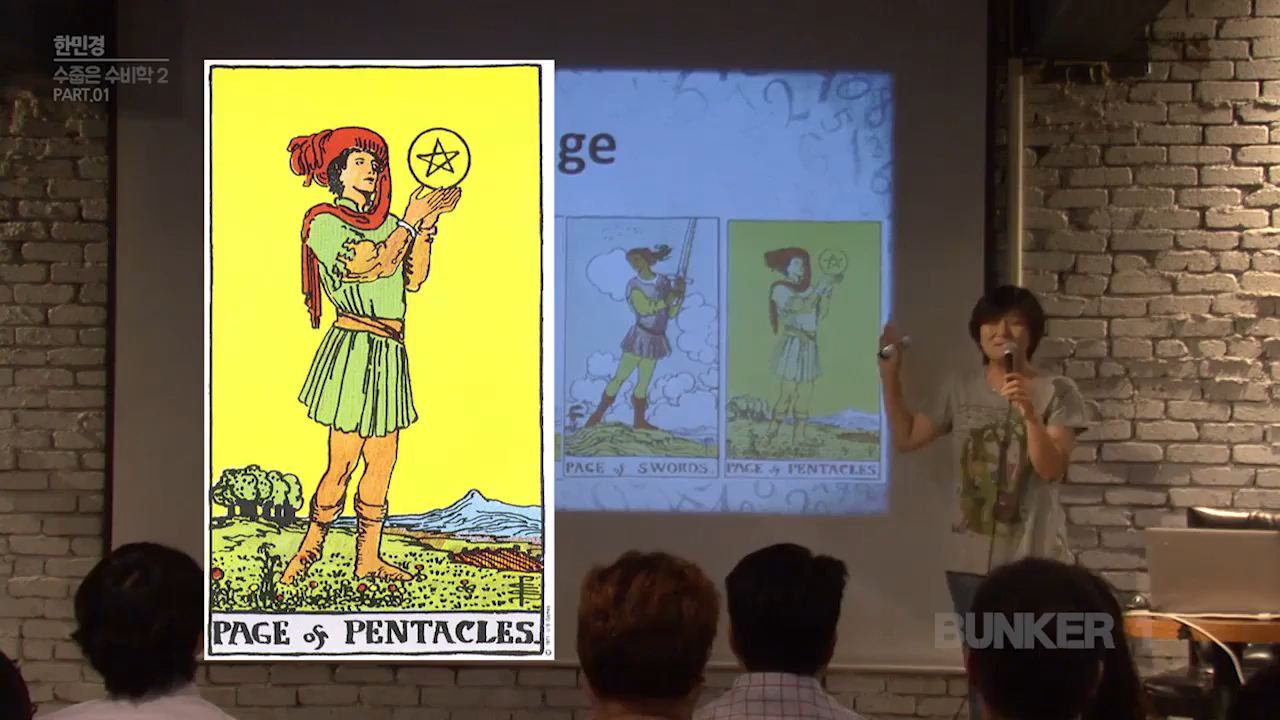 한민경
수줍은 수비학 2
PART.01
ge
PAGE of SWORDS.
PAGE of PENTACLES.
PAGE of PENTACLES.
BUNKER 1